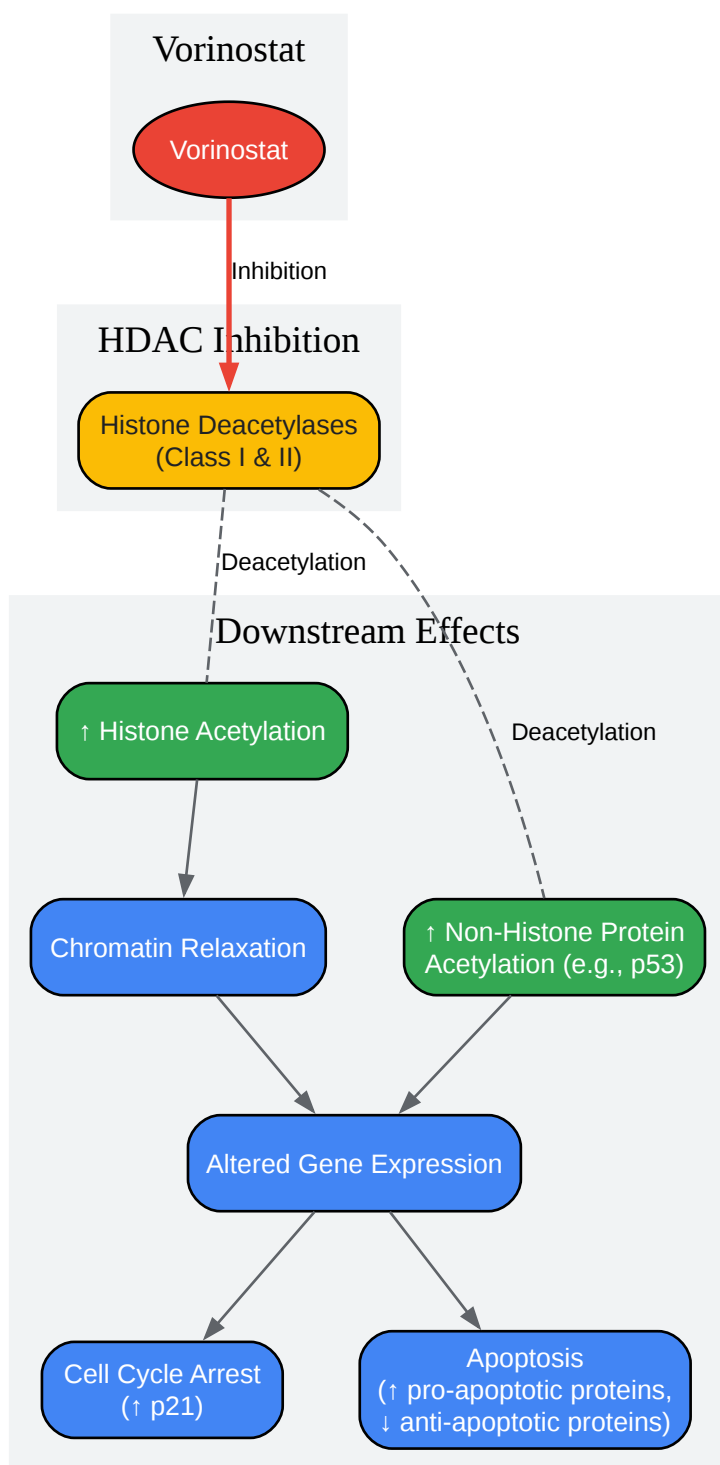 Vorinostat
Vorinostat
Inhibition
HDAC Inhibition
Histone Deacetylases
(Class I & II)
Deacetylation
Downstream Effects
↑ Histone Acetylation
Deacetylation
Chromatin Relaxation
↑ Non-Histone Protein
Acetylation (e.g., p53)
Altered Gene Expression
Cell Cycle Arrest
(↑ p21)
Apoptosis
(↑ pro-apoptotic proteins,
↓ anti-apoptotic proteins)